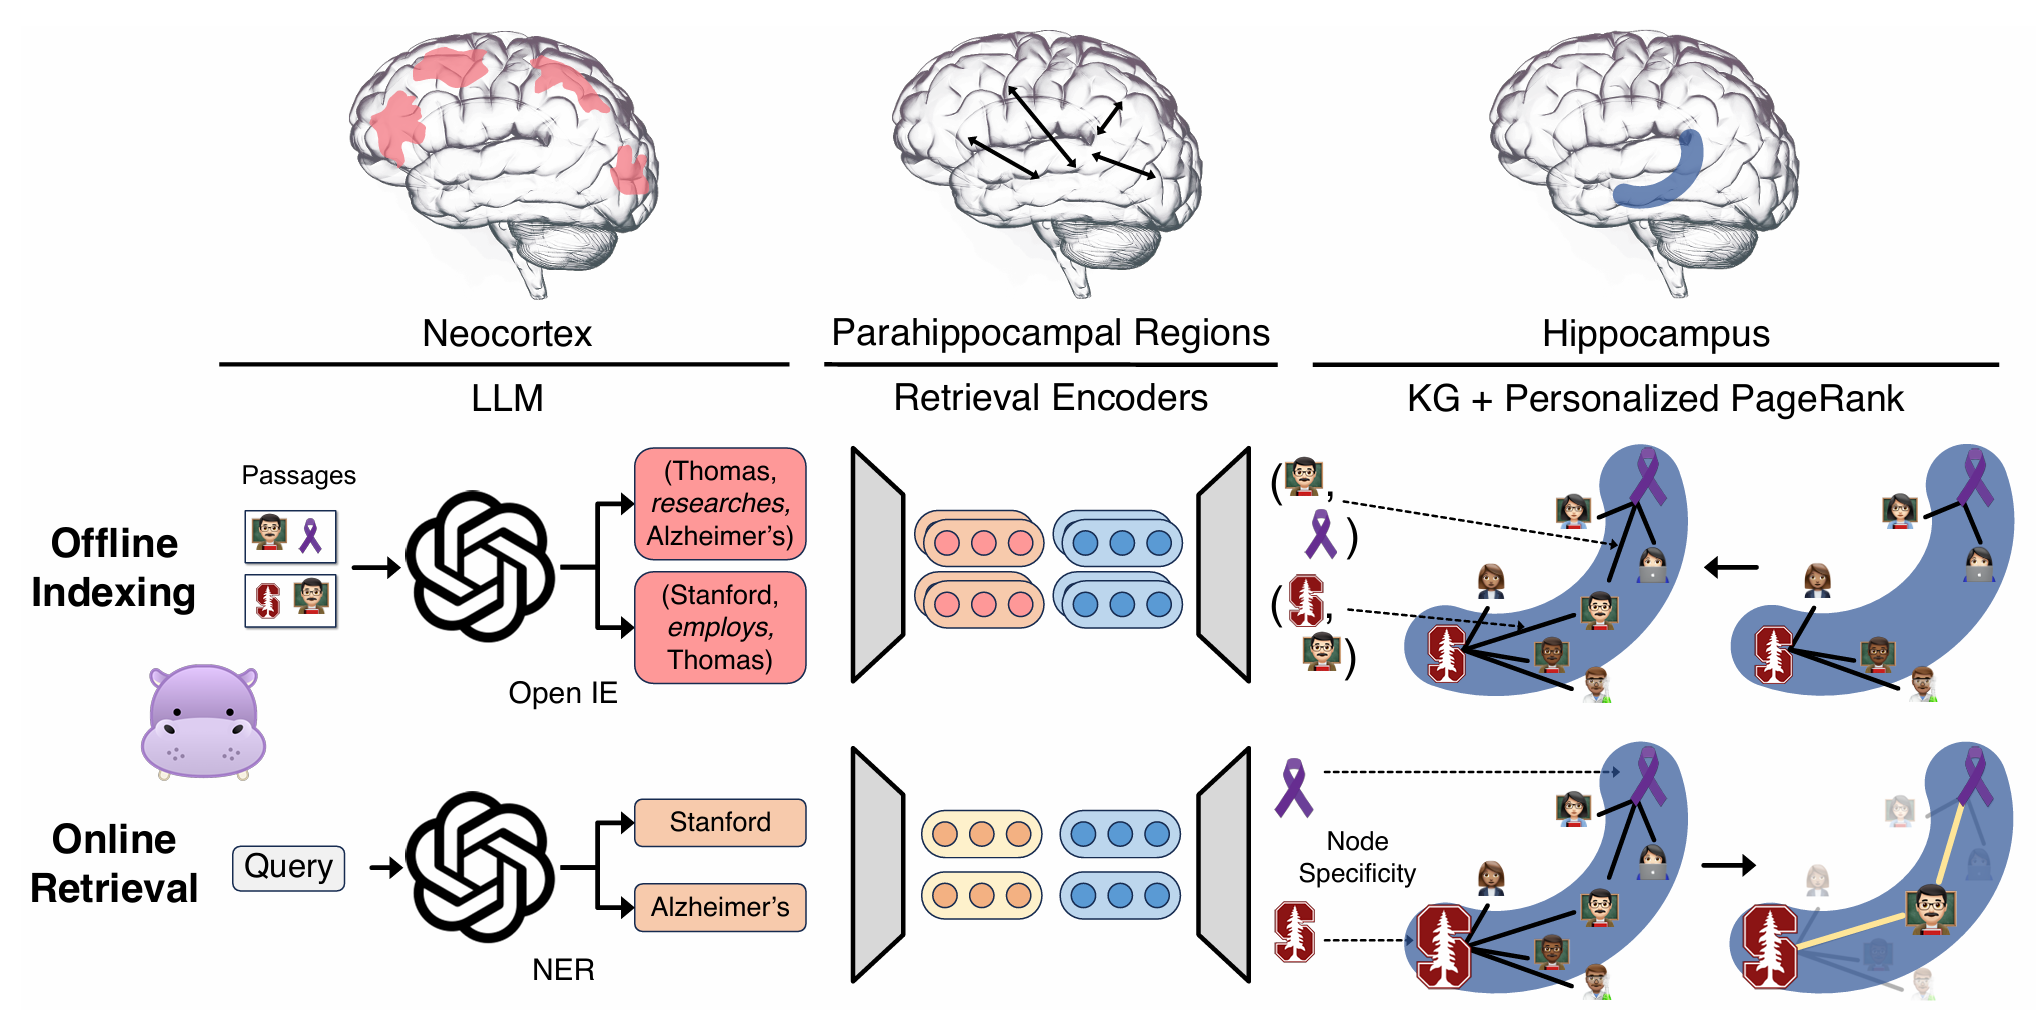 Neocortex
Parahippocampal Regions
Hippocampus
LLM
Retrieval Encoders
KG + Personalized PageRank
Offline
Indexing
Passages
(Thomas,
researches,
Alzheimer's)
(Stanford,
employs,
Thomas)
Open IE
( ,
)
( ,
)
S
S
S
Online
Retrieval
Query
Stanford
Alzheimer's
NER
Node
Specificity
S
S
S